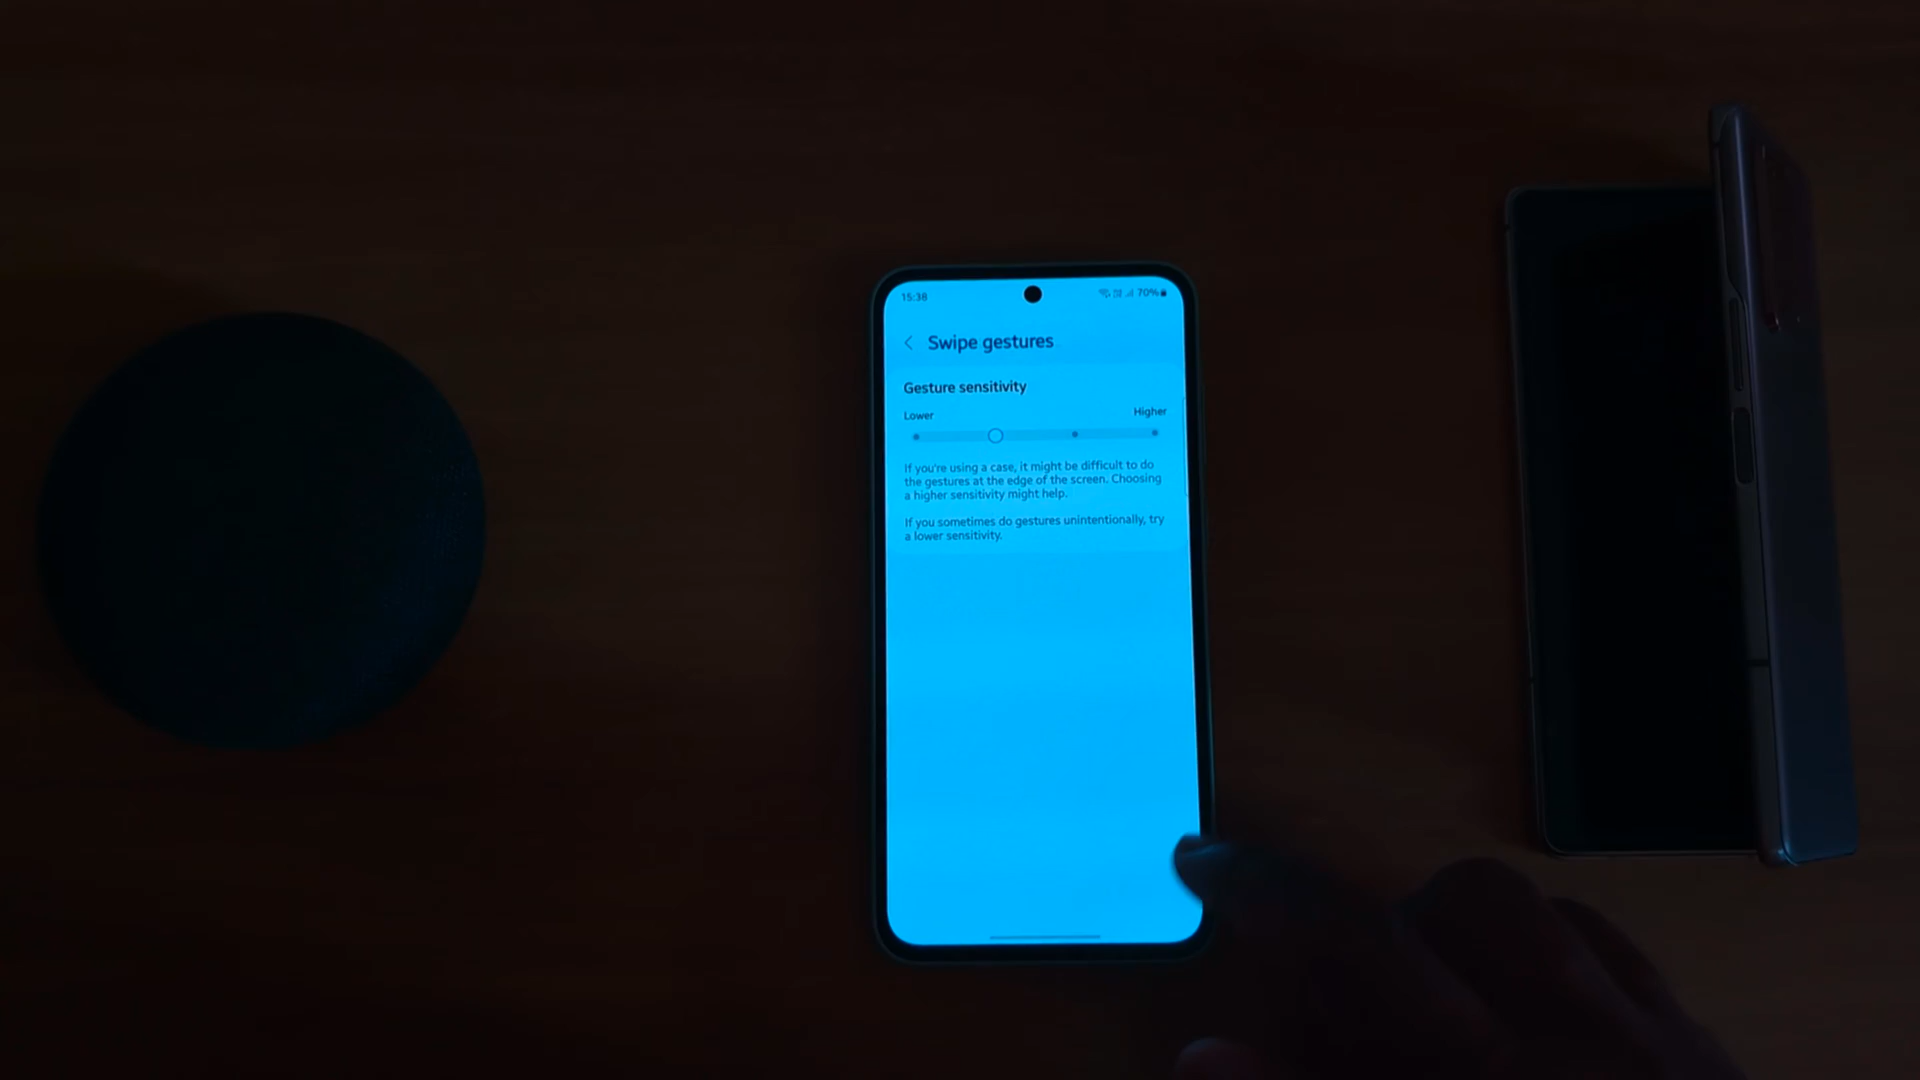 15:38
70%
Swipe gestures
Gesture sensitivity
Lower
Higher
If you're using a case, it might be difficult to do
the gestures at the edge of the screen. Choosing
a higher sensitivity might help.
If you sometimes do gestures unintentionally, try
a lower sensitivity.